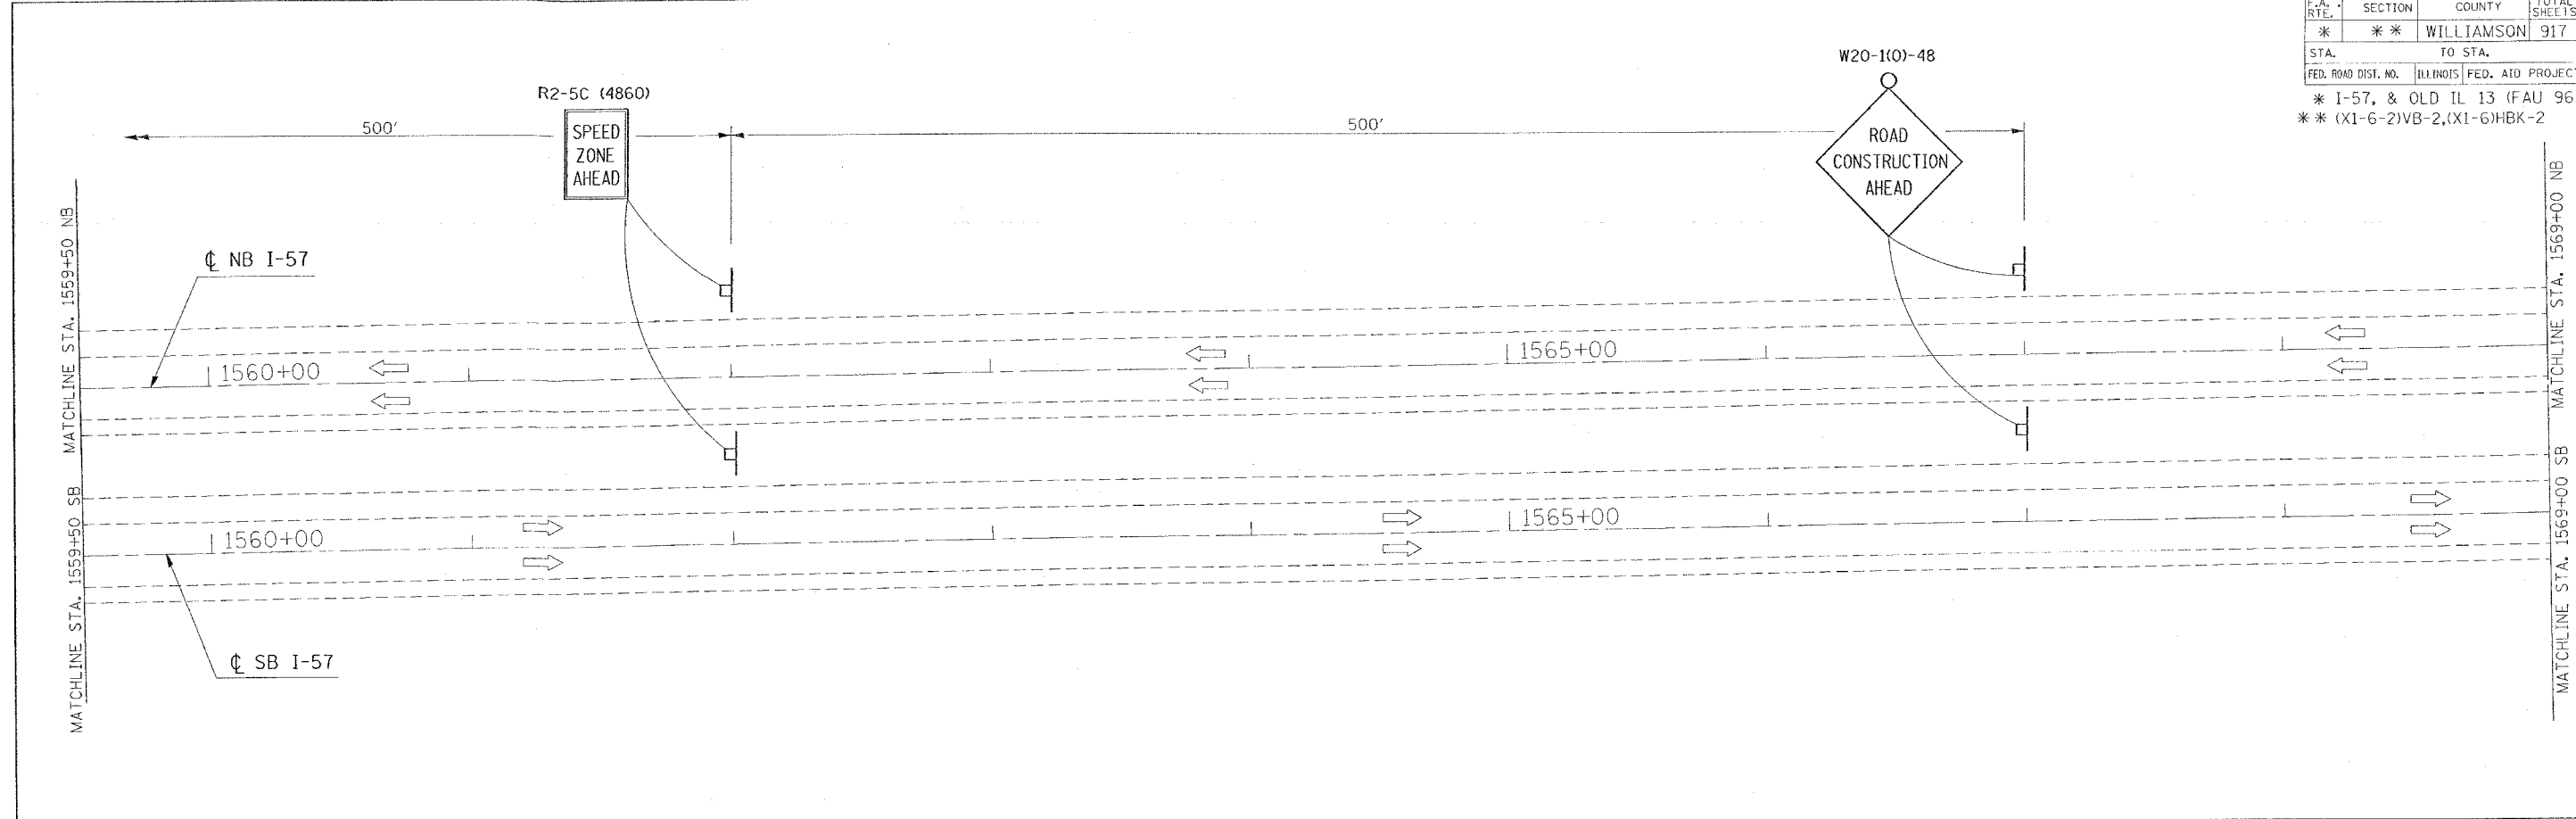 F.A. RTE. SECTION COUNTY TOTAL SHEETS
* ** WILLIAMSON 917
STA. TO STA.
FED. ROAD DIST. NO. ILLINOIS FED. AID PROJECT
* I-57, & OLD IL 13 (FAU 96
** (X1-6-2)VB-2,(X1-6)HBK-2
W20-1(O)-48
R2-5C (4860)
500'
500'
SPEED
ZONE
AHEAD
ROAD
CONSTRUCTION
AHEAD
MATCHLINE STA. 1559+50 NB
MATCHLINE STA. 1569+00 NB
℄ NB I-57
1560+00
1565+00
MATCHLINE STA. 1559+50 SB
MATCHLINE STA. 1569+00 SB
1560+00
1565+00
℄ SB I-57